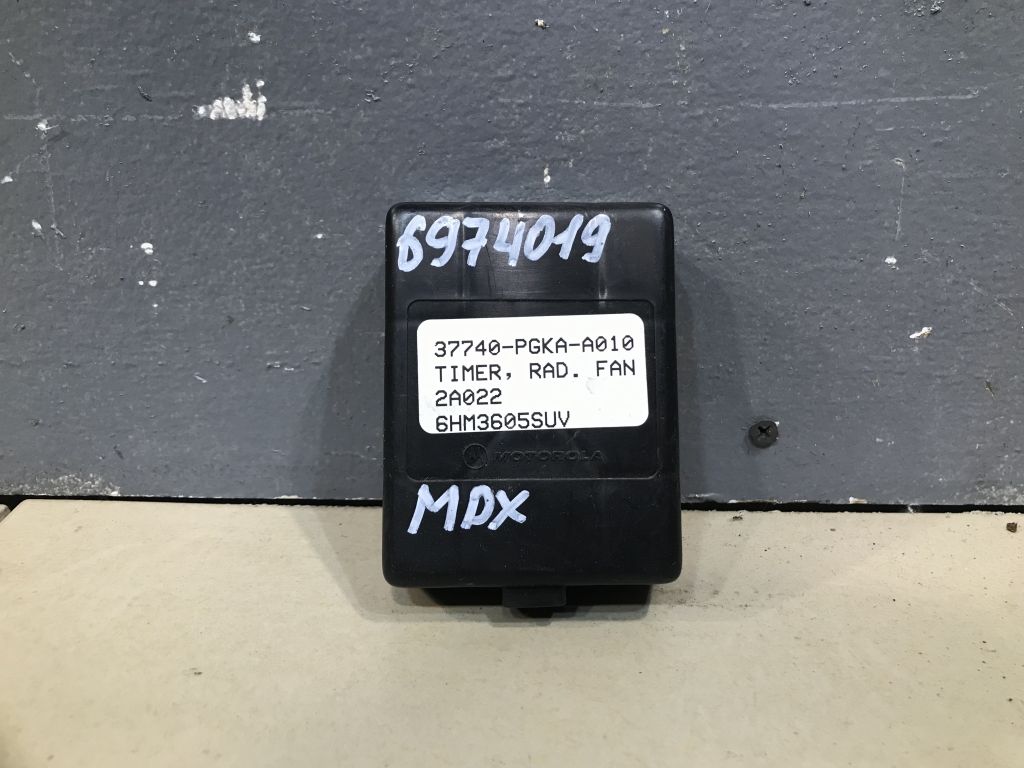 6974019
37740-PGKA-A010
TIMER, RAD. FAN
2A022
6HM3605SUV
MOTOROLA
MDX